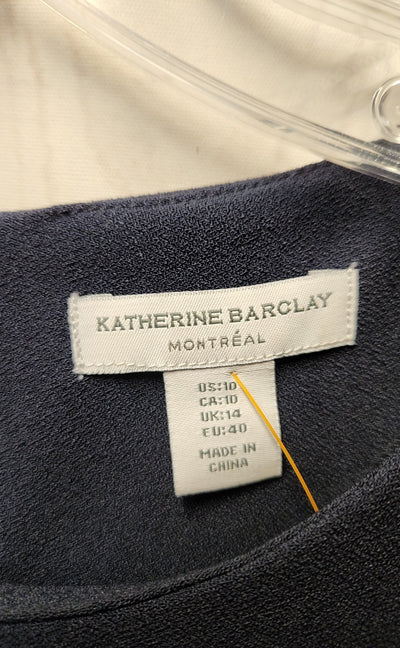 KATHERINE BARCLAY
MONTRÉAL
US:10
CA:10
UK:14
EU:40
MADE IN
CHINA